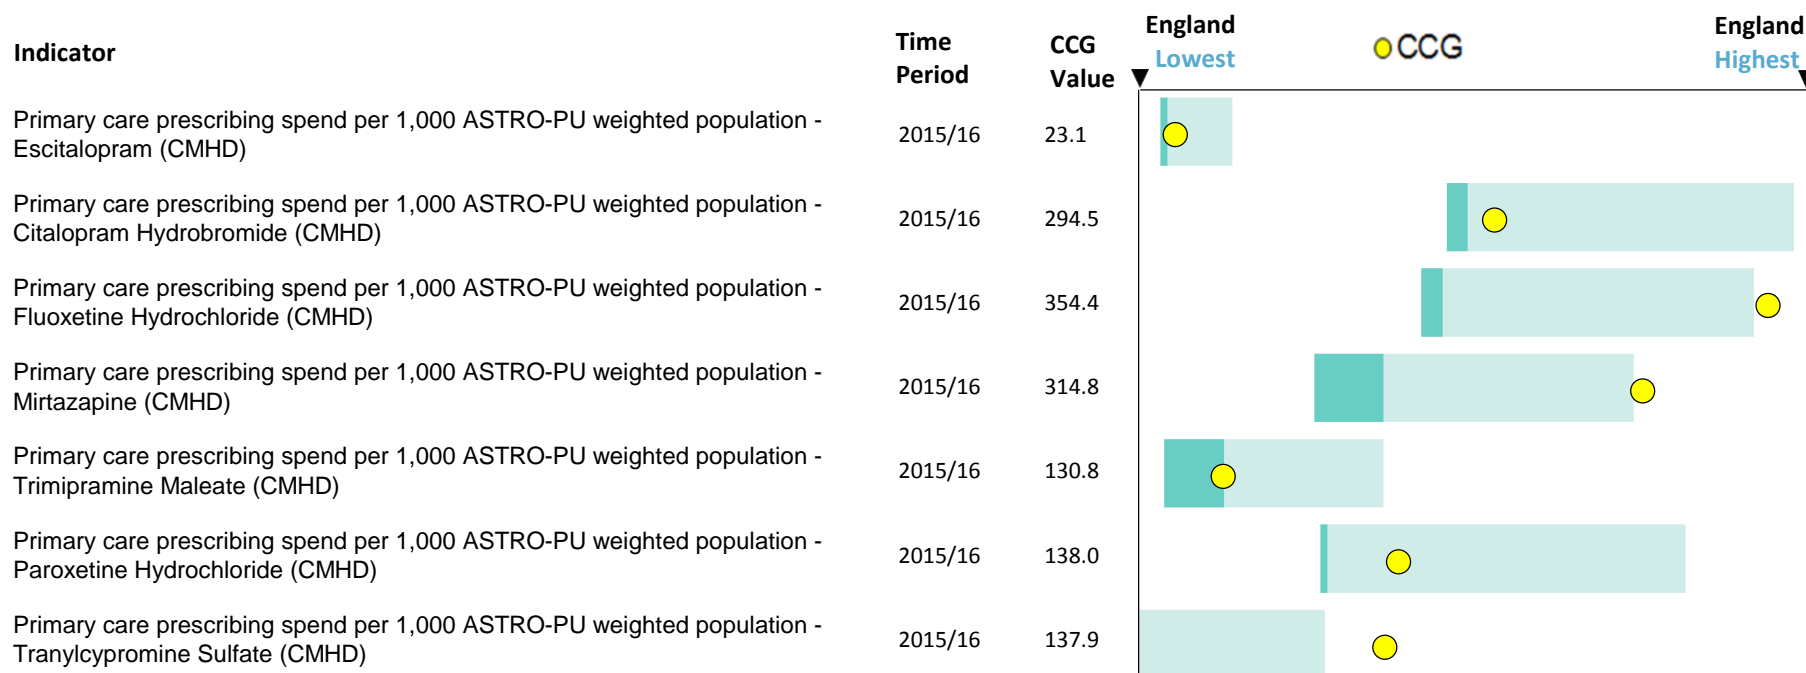 Indicator
Time Period
CCG Value
England Lowest
CCG
England Highest
Primary care prescribing spend per 1,000 ASTRO-PU weighted population -
Escitalopram (CMHD)
2015/16
23.1
Primary care prescribing spend per 1,000 ASTRO-PU weighted population -
Citalopram Hydrobromide (CMHD)
2015/16
294.5
Primary care prescribing spend per 1,000 ASTRO-PU weighted population -
Fluoxetine Hydrochloride (CMHD)
2015/16
354.4
Primary care prescribing spend per 1,000 ASTRO-PU weighted population -
Mirtazapine (CMHD)
2015/16
314.8
Primary care prescribing spend per 1,000 ASTRO-PU weighted population -
Trimipramine Maleate (CMHD)
2015/16
130.8
Primary care prescribing spend per 1,000 ASTRO-PU weighted population -
Paroxetine Hydrochloride (CMHD)
2015/16
138.0
Primary care prescribing spend per 1,000 ASTRO-PU weighted population -
Tranylcypromine Sulfate (CMHD)
2015/16
137.9